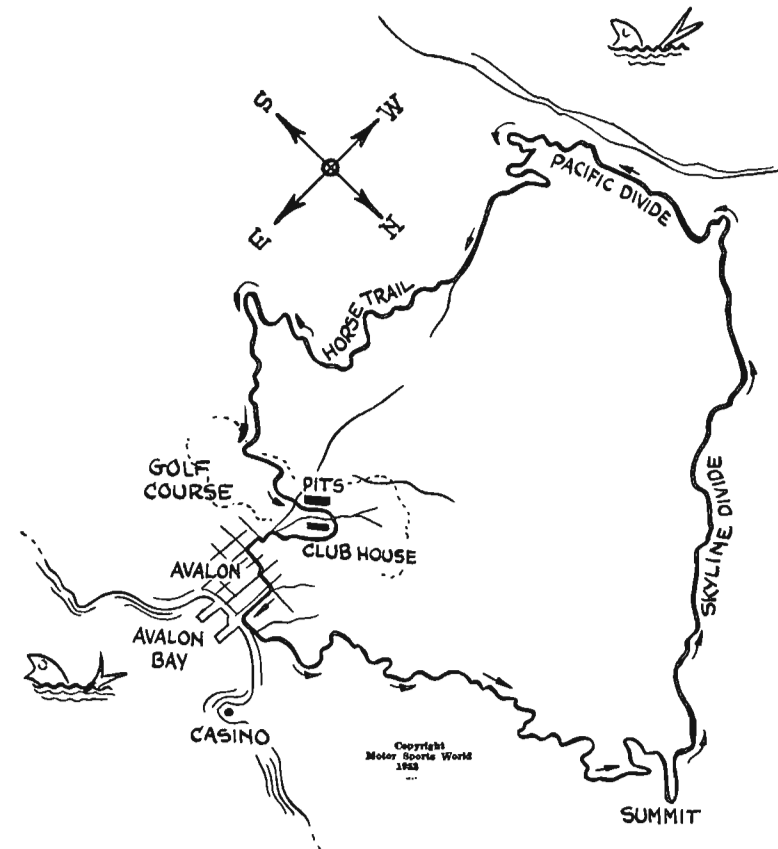 S
W
E
N
PACIFIC DIVIDE
HORSE TRAIL
GOLF
COURSE
PITS
CLUB HOUSE
SKYLINE DIVIDE
AVALON
AVALON
BAY
CASINO
Copyright
Motor Sports World
SUMMIT